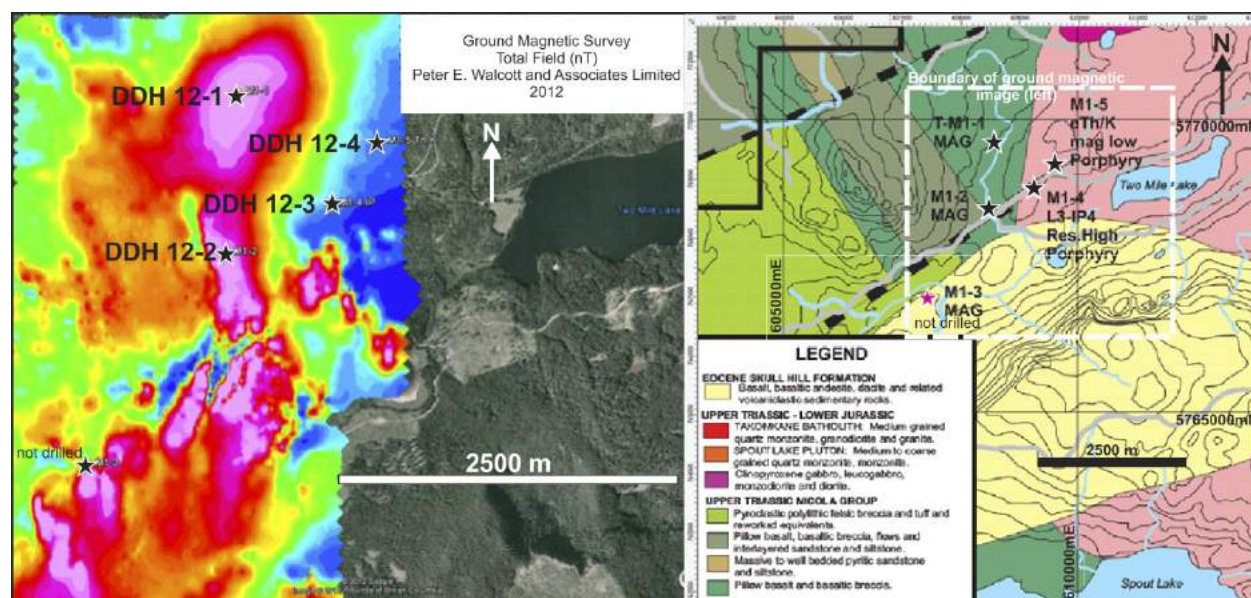 Ground Magnetic Survey
Total Field (nT)
Peter E. Walcott and Associates Limited
2012
DDH 12-1
DDH 12-4
DDH 12-3
DDH 12-2
not drilled
N
Two Mile Lake
2500 m
N
Boundary of ground magnetic
image (left)
T-M1-1
MAG
M1-5
eTh/K
mag low
Porphyry
5770000mN
Two Mile Lake
M1-2
MAG
M1-4
L3-IP4
Res.High
Porphyry
605000mE
M1-3
MAG
not drilled
LEGEND
EOCENE SKULL HILL FORMATION
Basalt, basaltic andesite, dacite and related
volcaniclastic sedimentary rocks.
UPPER TRIASSIC - LOWER JURASSIC
TAKOMKANE BATHOLITH: Medium grained
quartz monzonite, granodiorite and granite.
SPOUT LAKE PLUTON: Medium to coarse
grained quartz monzonite, monzonite.
Clinopyroxene gabbro, leucogabbro,
monzodiorite and diorite.
UPPER TRIASSIC NICOLA GROUP
Pyroclastic polylithic felsic breccia and tuff and
reworked equivalents.
Pillow basalt, basaltic breccia, flows and
interlayered sandstone and siltstone.
Massive to well bedded pyritic sandstone
and siltstone.
Pillow basalt and basaltic breccia.
5765000mN
2500 m
610000mE
Spout Lake